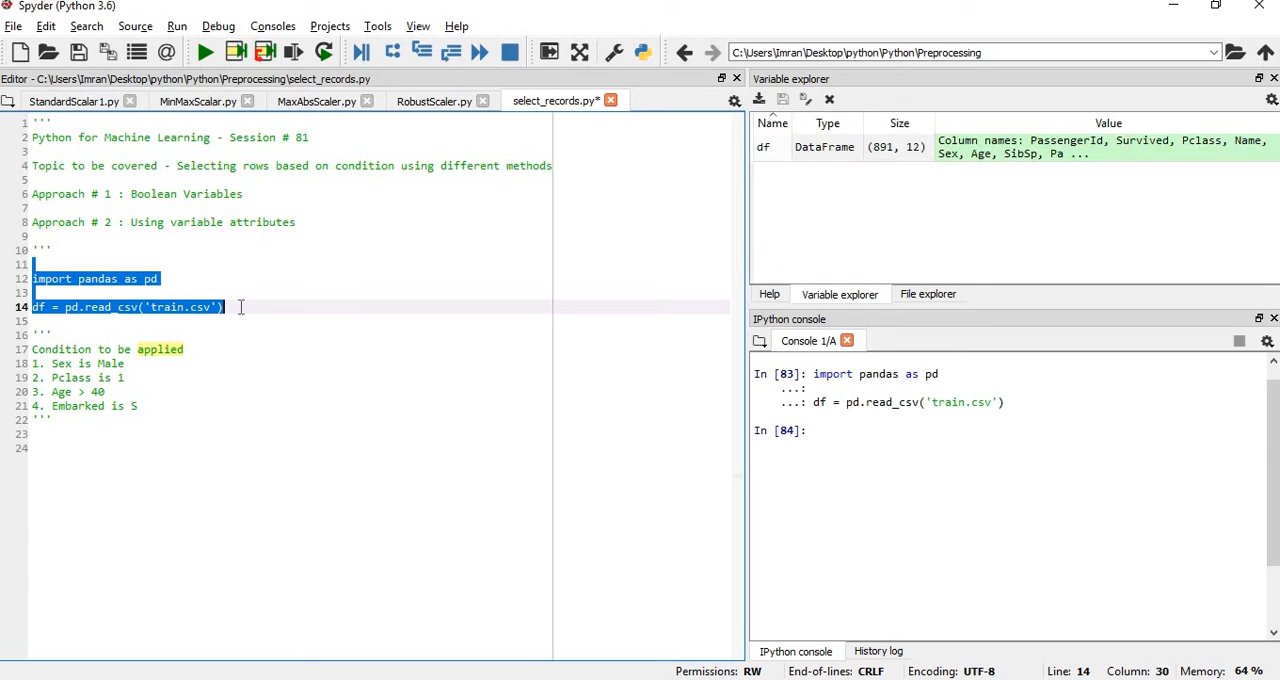 Spyder (Python 3.6)
File Edit Search Source Run Debug Consoles Projects Tools View Help
C:\Users\Imran\Desktop\python\Python\Preprocessing
Editor - C:\Users\Imran\Desktop\python\Python\Preprocessing\select_records.py
StandardScalar1.py MinMaxScalar.py MaxAbsScaler.py RobustScaler.py select_records.py*
1 '''
2 Python for Machine Learning - Session # 81
3
4 Topic to be covered - Selecting rows based on condition using different methods
5
6 Approach # 1 : Boolean Variables
7
8 Approach # 2 : Using variable attributes
9
10 '''
11
12 import pandas as pd
13
14 df = pd.read_csv('train.csv')
15
16 '''
17 Condition to be applied
18 1. Sex is Male
19 2. Pclass is 1
20 3. Age > 40
21 4. Embarked is S
22 '''
23
24
Variable explorer
Name Type Size Value
df DataFrame (891, 12) Column names: PassengerId, Survived, Pclass, Name,
Sex, Age, SibSp, Pa ...
Help Variable explorer File explorer
IPython console
Console 1/A
In [83]: import pandas as pd
...:
...: df = pd.read_csv('train.csv')
In [84]:
IPython console History log
Permissions: RW End-of-lines: CRLF Encoding: UTF-8 Line: 14 Column: 30 Memory: 64 %